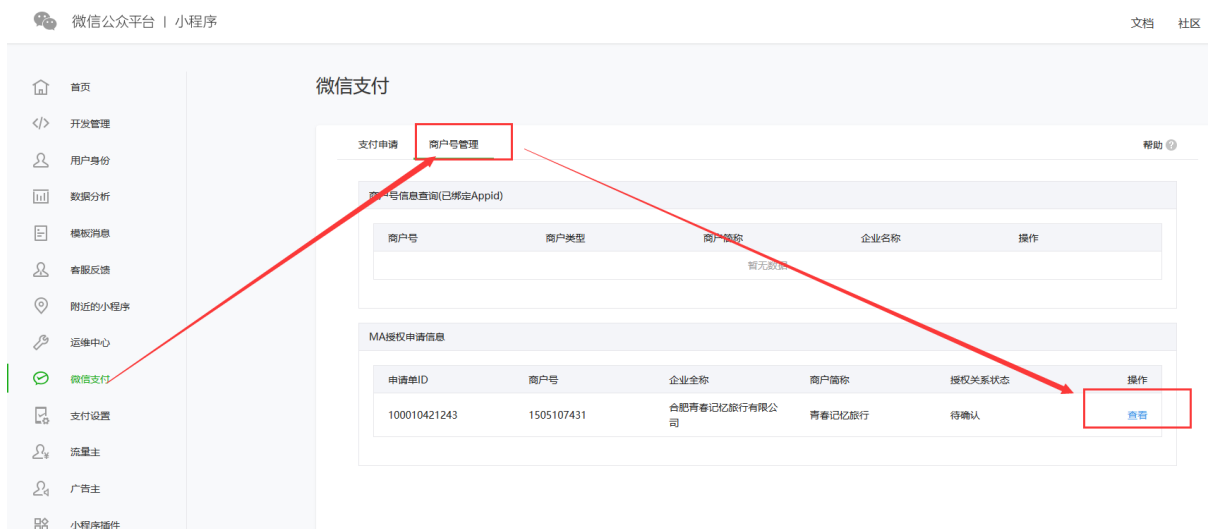 微信公众平台 | 小程序
文档 社区
首页
开发管理
用户身份
数据分析
模板消息
客服反馈
附近的小程序
运维中心
微信支付
支付设置
流量主
广告主
小程序插件
微信支付
支付申请 商户号管理 帮助
商户号信息查询(已绑定Appid)
商户号 商户类型 商户简称 企业名称 操作
暂无数据
MA授权申请信息
申请单ID 商户号 企业全称 商户简称 授权关系状态 操作
100010421243 1505107431 合肥青春记忆旅行有限公 青春记忆旅行 待确认 查看
司